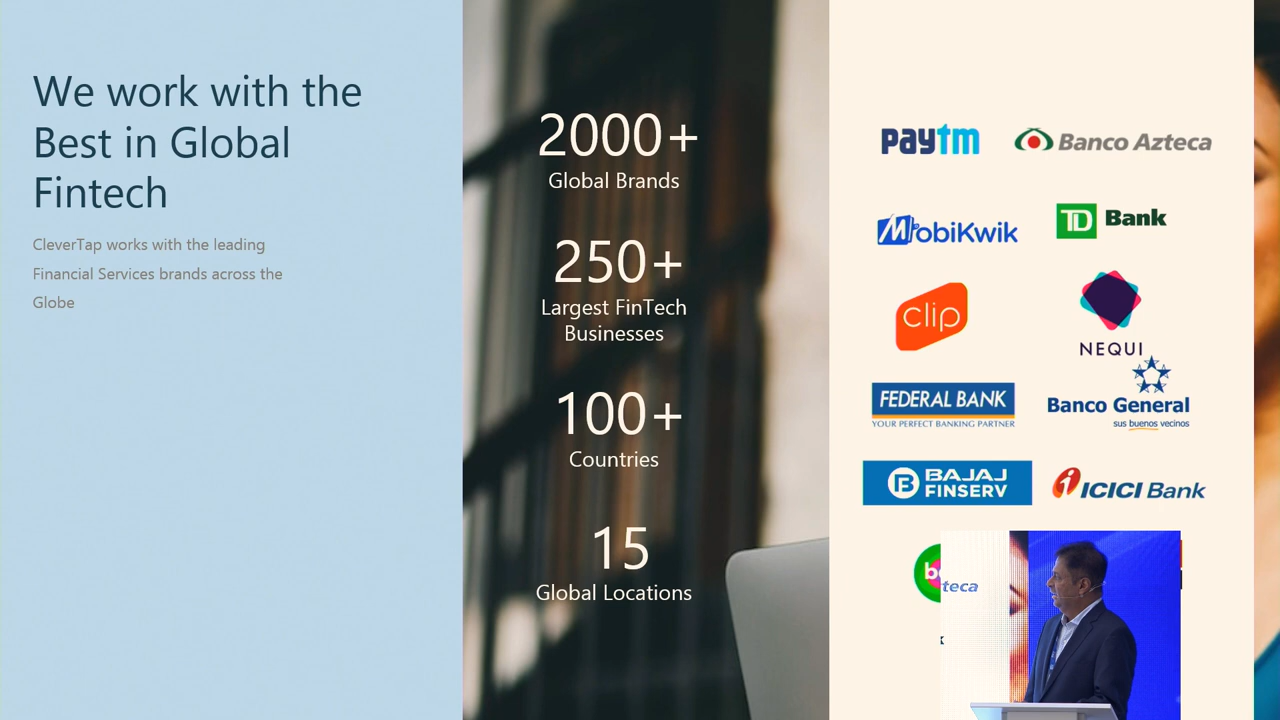 We work with the
Best in Global
Fintech
CleverTap works with the leading
Financial Services brands across the
Globe
2000+
Global Brands
250+
Largest FinTech
Businesses
100+
Countries
15
Global Locations
paytm
Banco Azteca
MobiKwik
TD Bank
clip
NEQUI
FEDERAL BANK
YOUR PERFECT BANKING PARTNER
Banco General
sus buenos vecinos
BAJAJ
FINSERV
ICICI Bank
teca